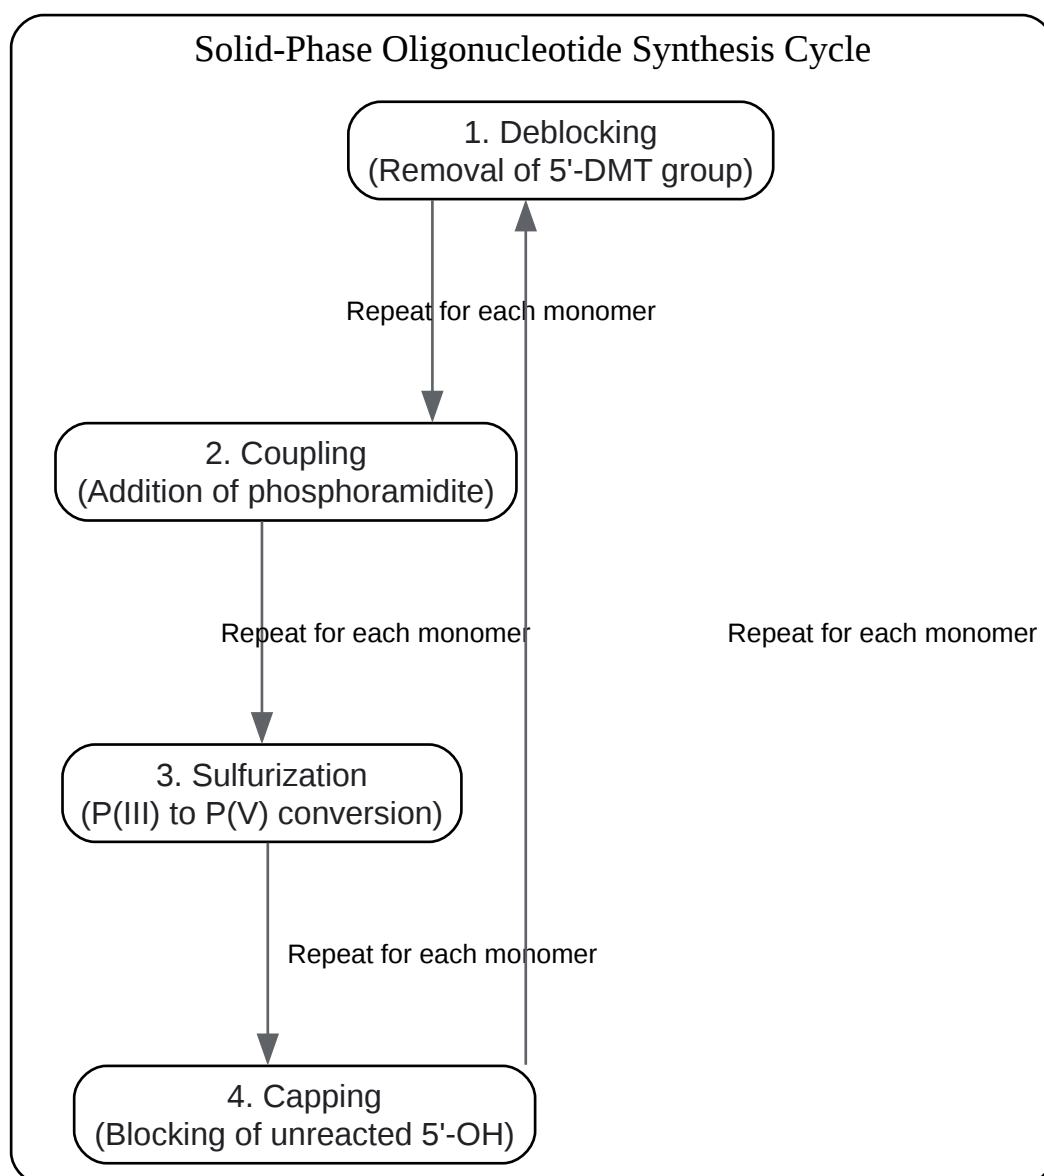 Solid-Phase Oligonucleotide Synthesis Cycle
1. Deblocking
(Removal of 5'-DMT group)
Repeat for each monomer
2. Coupling
(Addition of phosphoramidite)
Repeat for each monomer
Repeat for each monomer
3. Sulfurization
(P(III) to P(V) conversion)
Repeat for each monomer
4. Capping
(Blocking of unreacted 5'-OH)